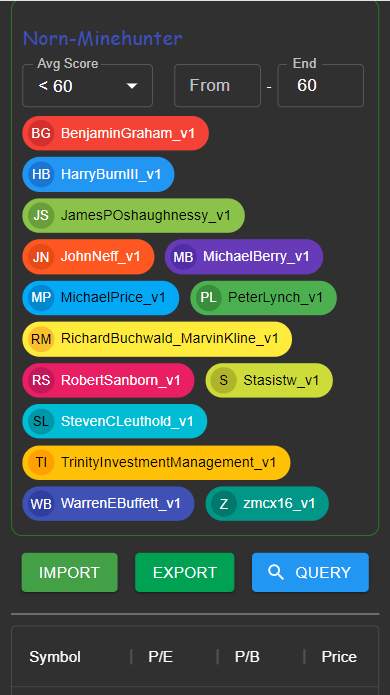 Norn-Minehunter
Avg Score
< 60
From
-
End
60
BG BenjaminGraham_v1
HB HarryBurnIII_v1
JS JamesPOshaughnessy_v1
JN JohnNeff_v1 MB MichaelBerry_v1
MP MichaelPrice_v1 PL PeterLynch_v1
RM RichardBuchwald_MarvinKline_v1
RS RobertSanborn_v1 S Stasistw_v1
SL StevenCLeuthold_v1
TI TrinityInvestmentManagement_v1
WB WarrenEBuffett_v1 Z zmcx16_v1
IMPORT EXPORT QUERY
Symbol | P/E | P/B | Price